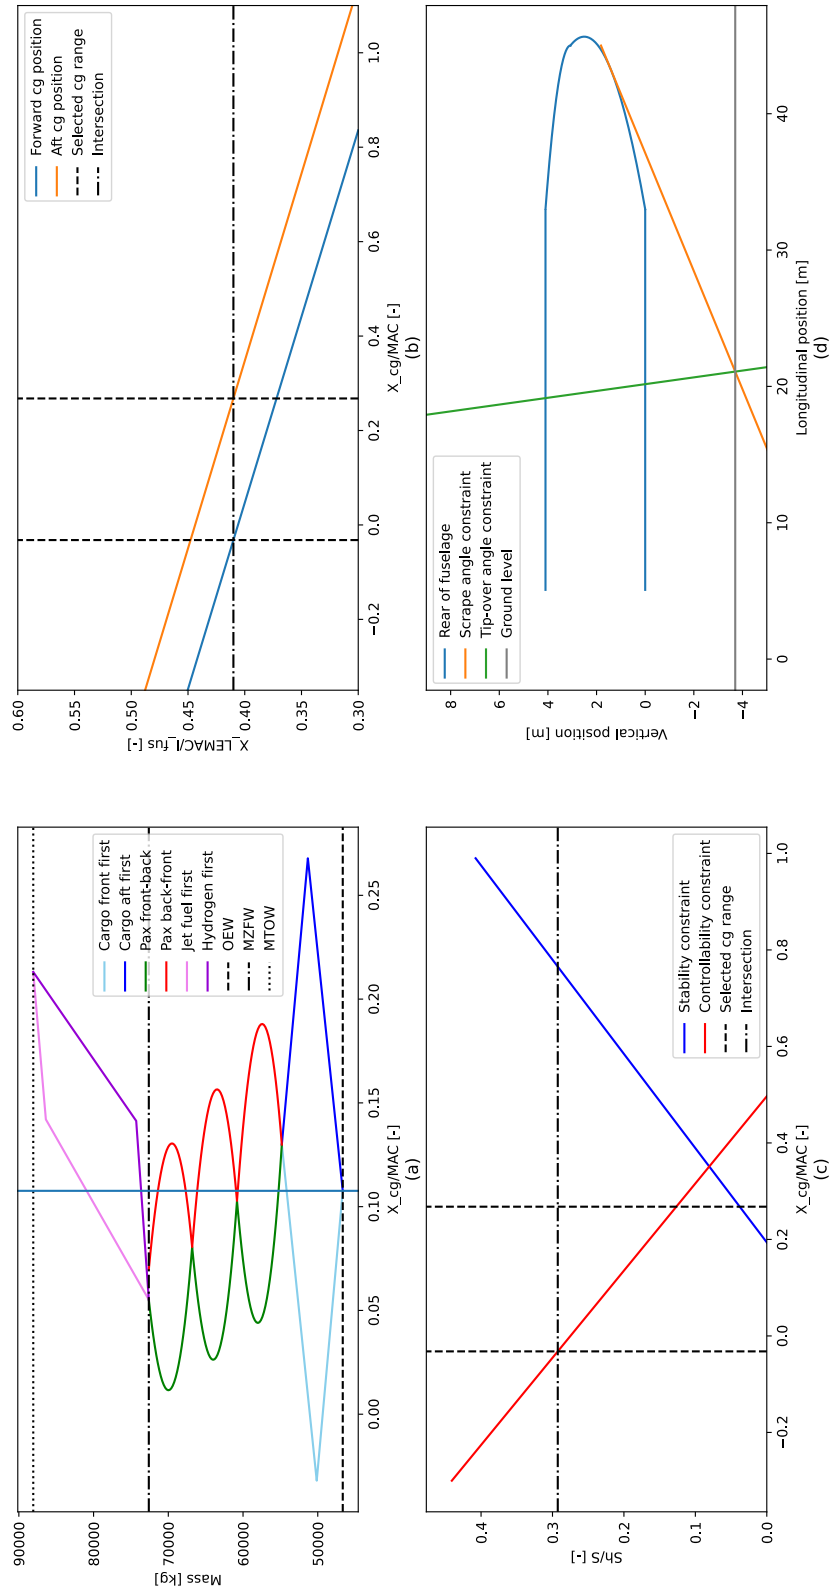 90000
80000
70000
60000
50000
Mass [kg]
0.00
0.05
0.10
0.15
0.20
0.25
X_cg/MAC [-]
(a)
Cargo front first
Cargo aft first
Pax front-back
Pax back-front
Jet fuel first
Hydrogen first
OEW
MZFW
MTOW
0.60
0.55
0.50
0.45
0.40
0.35
0.30
X_LEMAC/l_fus [-]
−0.2
0.0
0.2
0.4
0.6
0.8
1.0
X_cg/MAC [-]
(b)
Forward cg position
Aft cg position
Selected cg range
Intersection
0.4
0.3
0.2
0.1
0.0
Sh/S [-]
−0.2
0.0
0.2
0.4
0.6
0.8
1.0
X_cg/MAC [-]
(c)
Stability constraint
Controllability constraint
Selected cg range
Intersection
8
6
4
2
0
−2
−4
Vertical position [m]
0
10
20
30
40
Longitudinal position [m]
(d)
Rear of fuselage
Scrape angle constraint
Tip-over angle constraint
Ground level